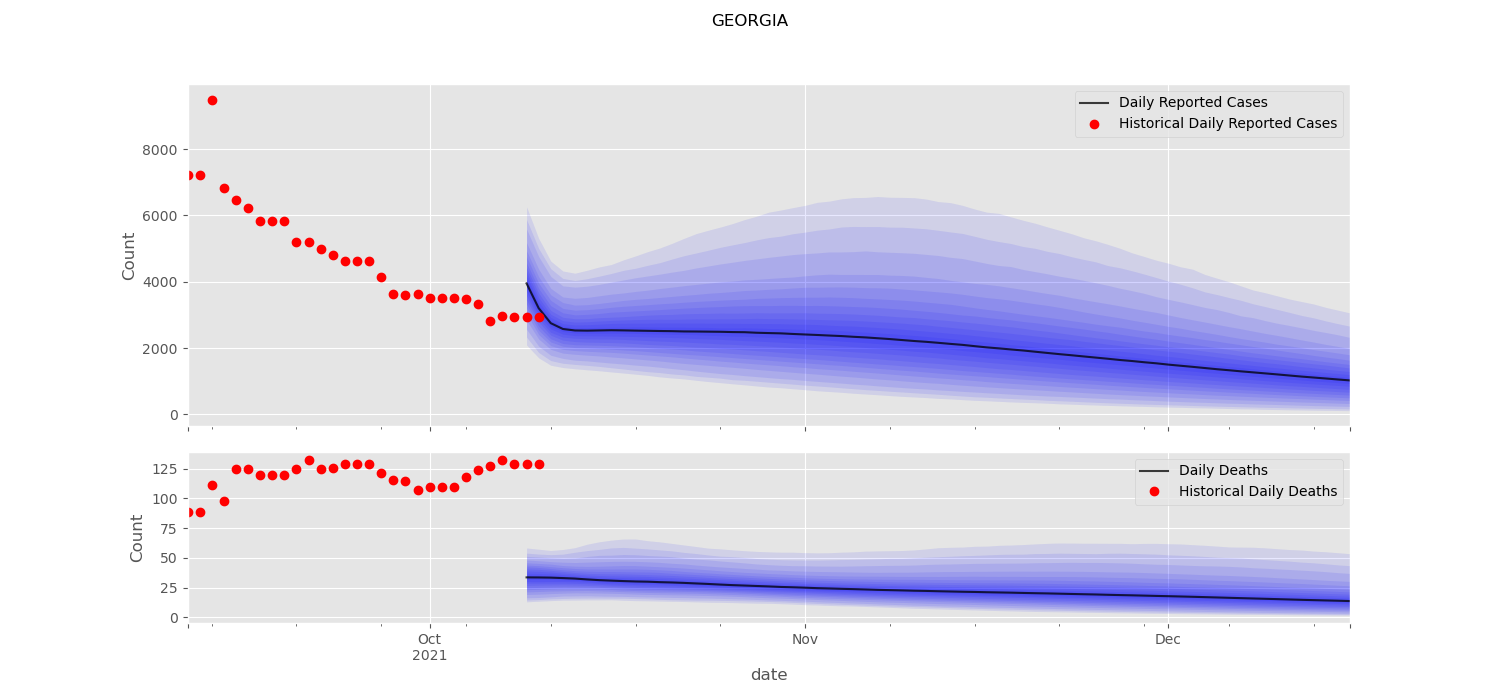 GEORGIA
Daily Reported Cases
Historical Daily Reported Cases
8000
6000
4000
2000
0
Count
Daily Deaths
Historical Daily Deaths
125
100
75
50
25
0
Count
Oct
2021
Nov
Dec
date